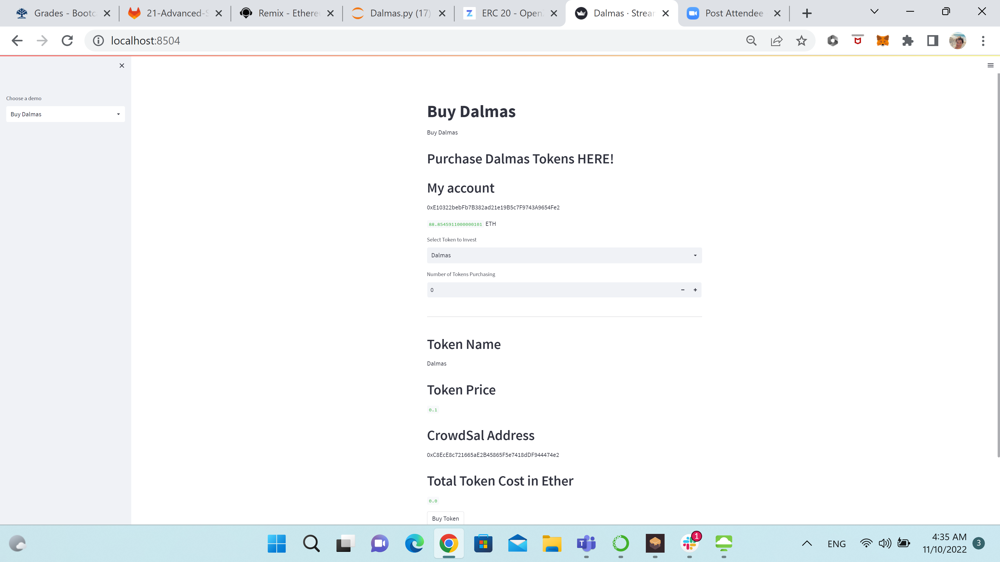 Grades - Bootc
21-Advanced-S
Remix - Ethere
Dalmas.py (17)
ERC 20 - Open
Dalmas · Strear
Post Attendee
localhost:8504
Choose a demo
Buy Dalmas
Buy Dalmas
Buy Dalmas
Purchase Dalmas Tokens HERE!
My account
0xE10322bebFb7B382ad21e19B5c7F9743A9654Fe2
88.8545911000000101 ETH
Select Token to Invest
Dalmas
Number of Tokens Purchasing
0
Token Name
Dalmas
Token Price
0.1
CrowdSal Address
0xC8EcE8c721665aE2B45865F5e7418dDF944474e2
Total Token Cost in Ether
0.0
Buy Token
1
ENG
4:35 AM
11/10/2022
3